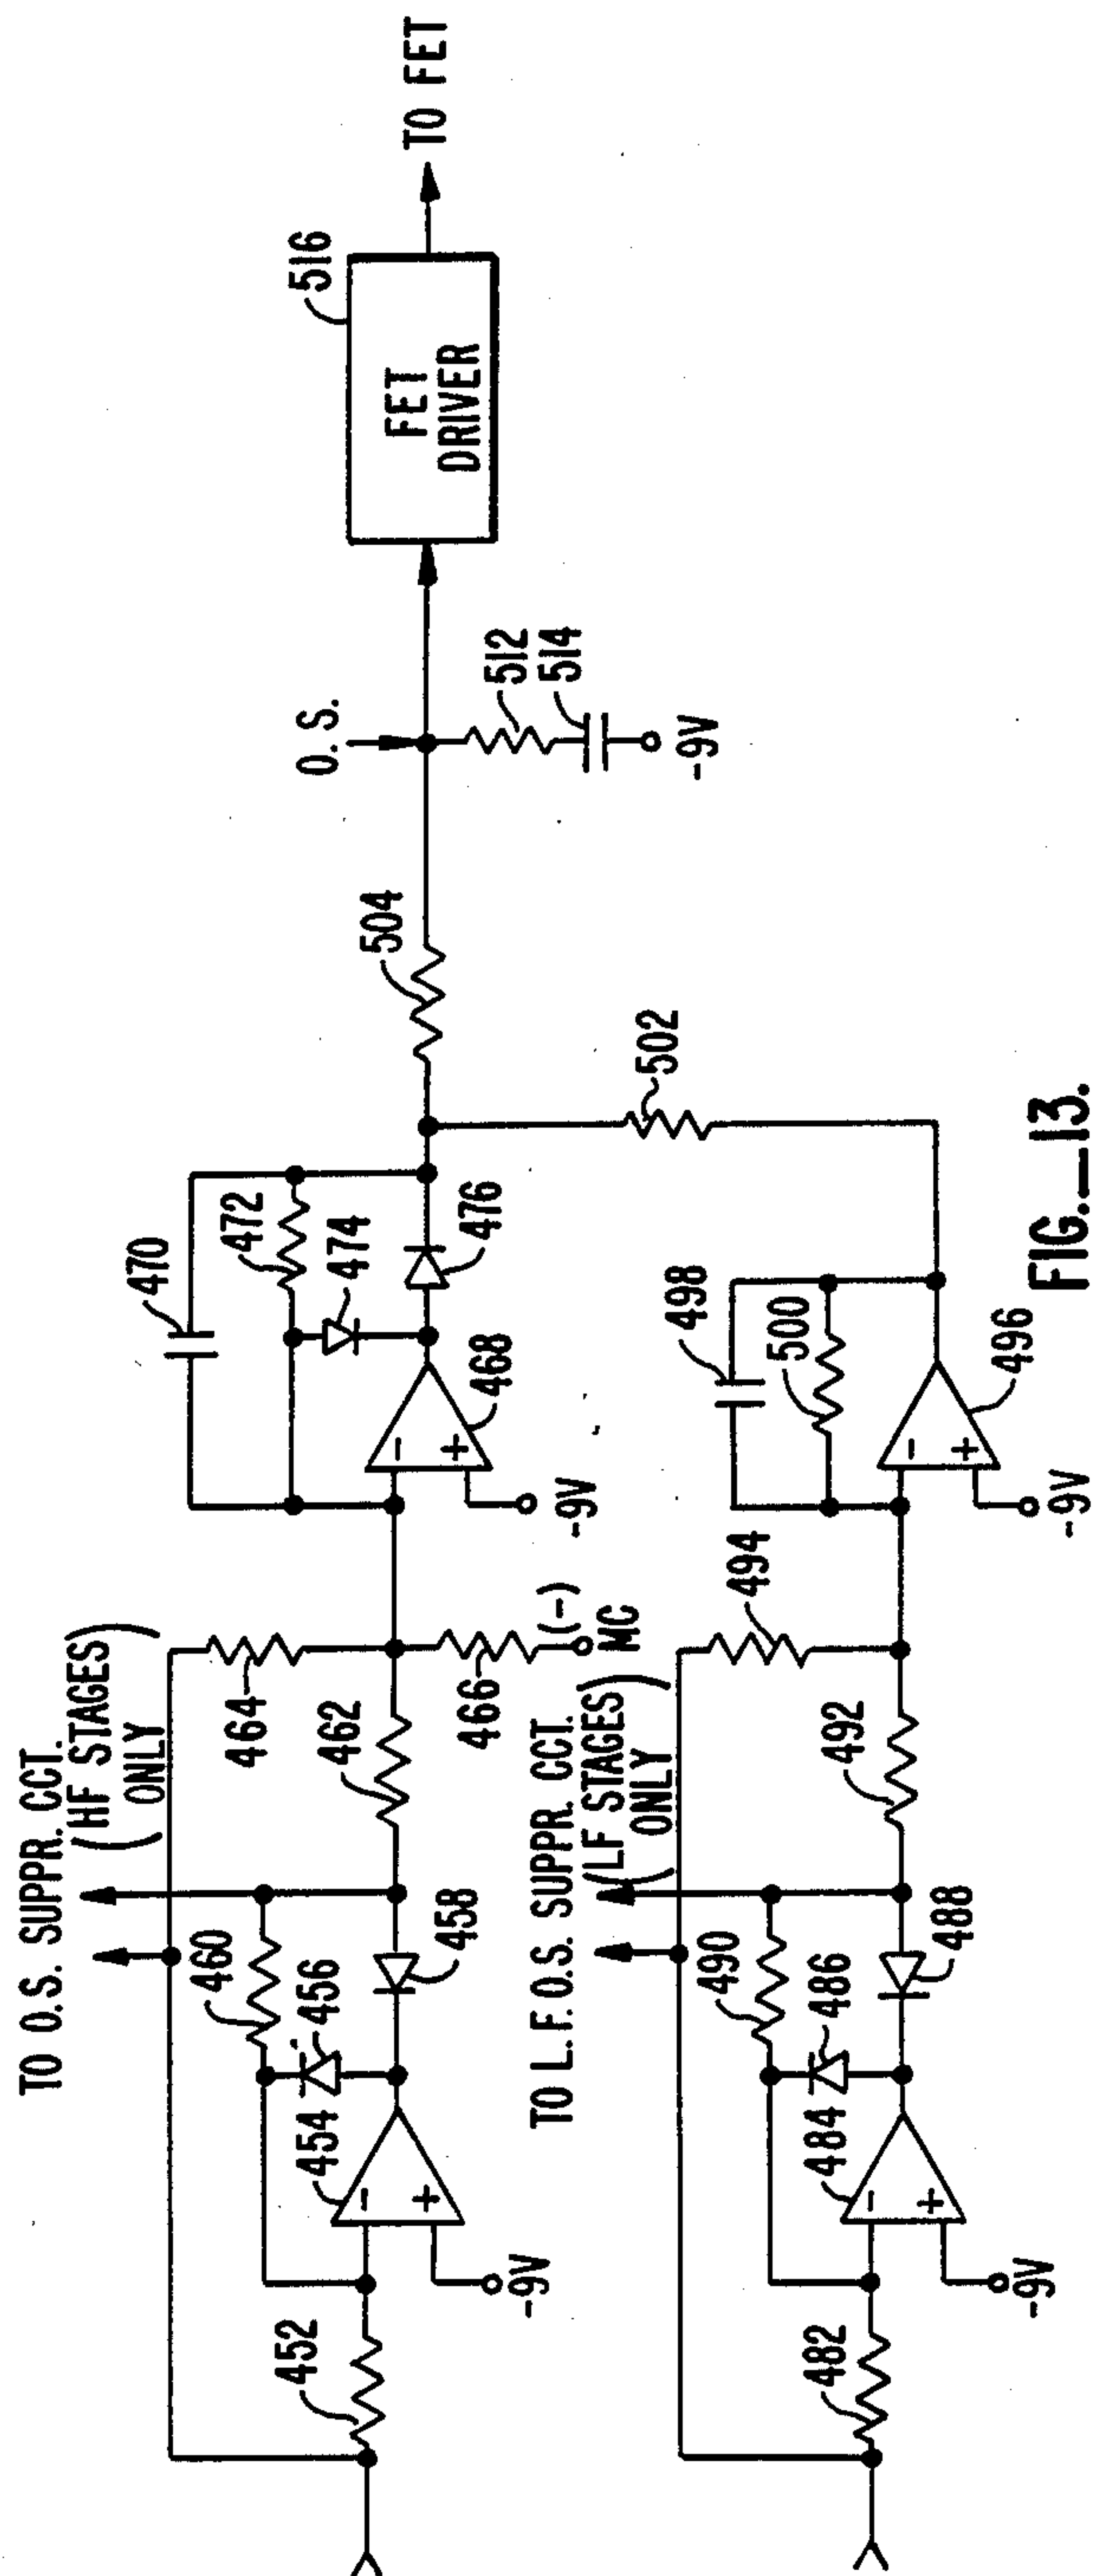 TO O.S. SUPPR. CCT.
(HF STAGES)
ONLY
452
454
-9V
456
460
458
462
464
466
(-)
MC
470
472
474
476
468
-9V
504
O. S.
512
514
-9V
516
FET
DRIVER
TO FET
TO L.F.O.S. SUPPR. CCT.
(LF STAGES)
ONLY
482
484
-9V
486
490
488
492
494
498
500
496
-9V
502
FIG.—13.